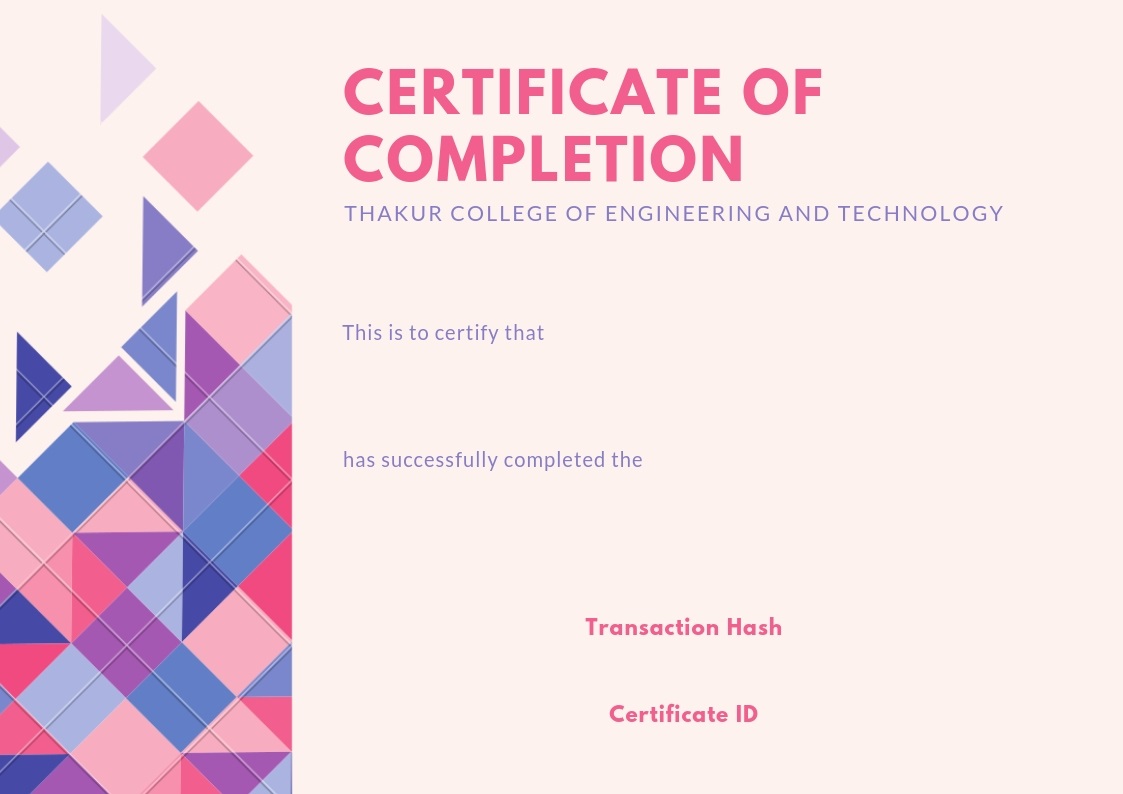 CERTIFICATE OF
COMPLETION
THAKUR COLLEGE OF ENGINEERING AND TECHNOLOGY
This is to certify that
has successfully completed the
Transaction Hash
Certificate ID